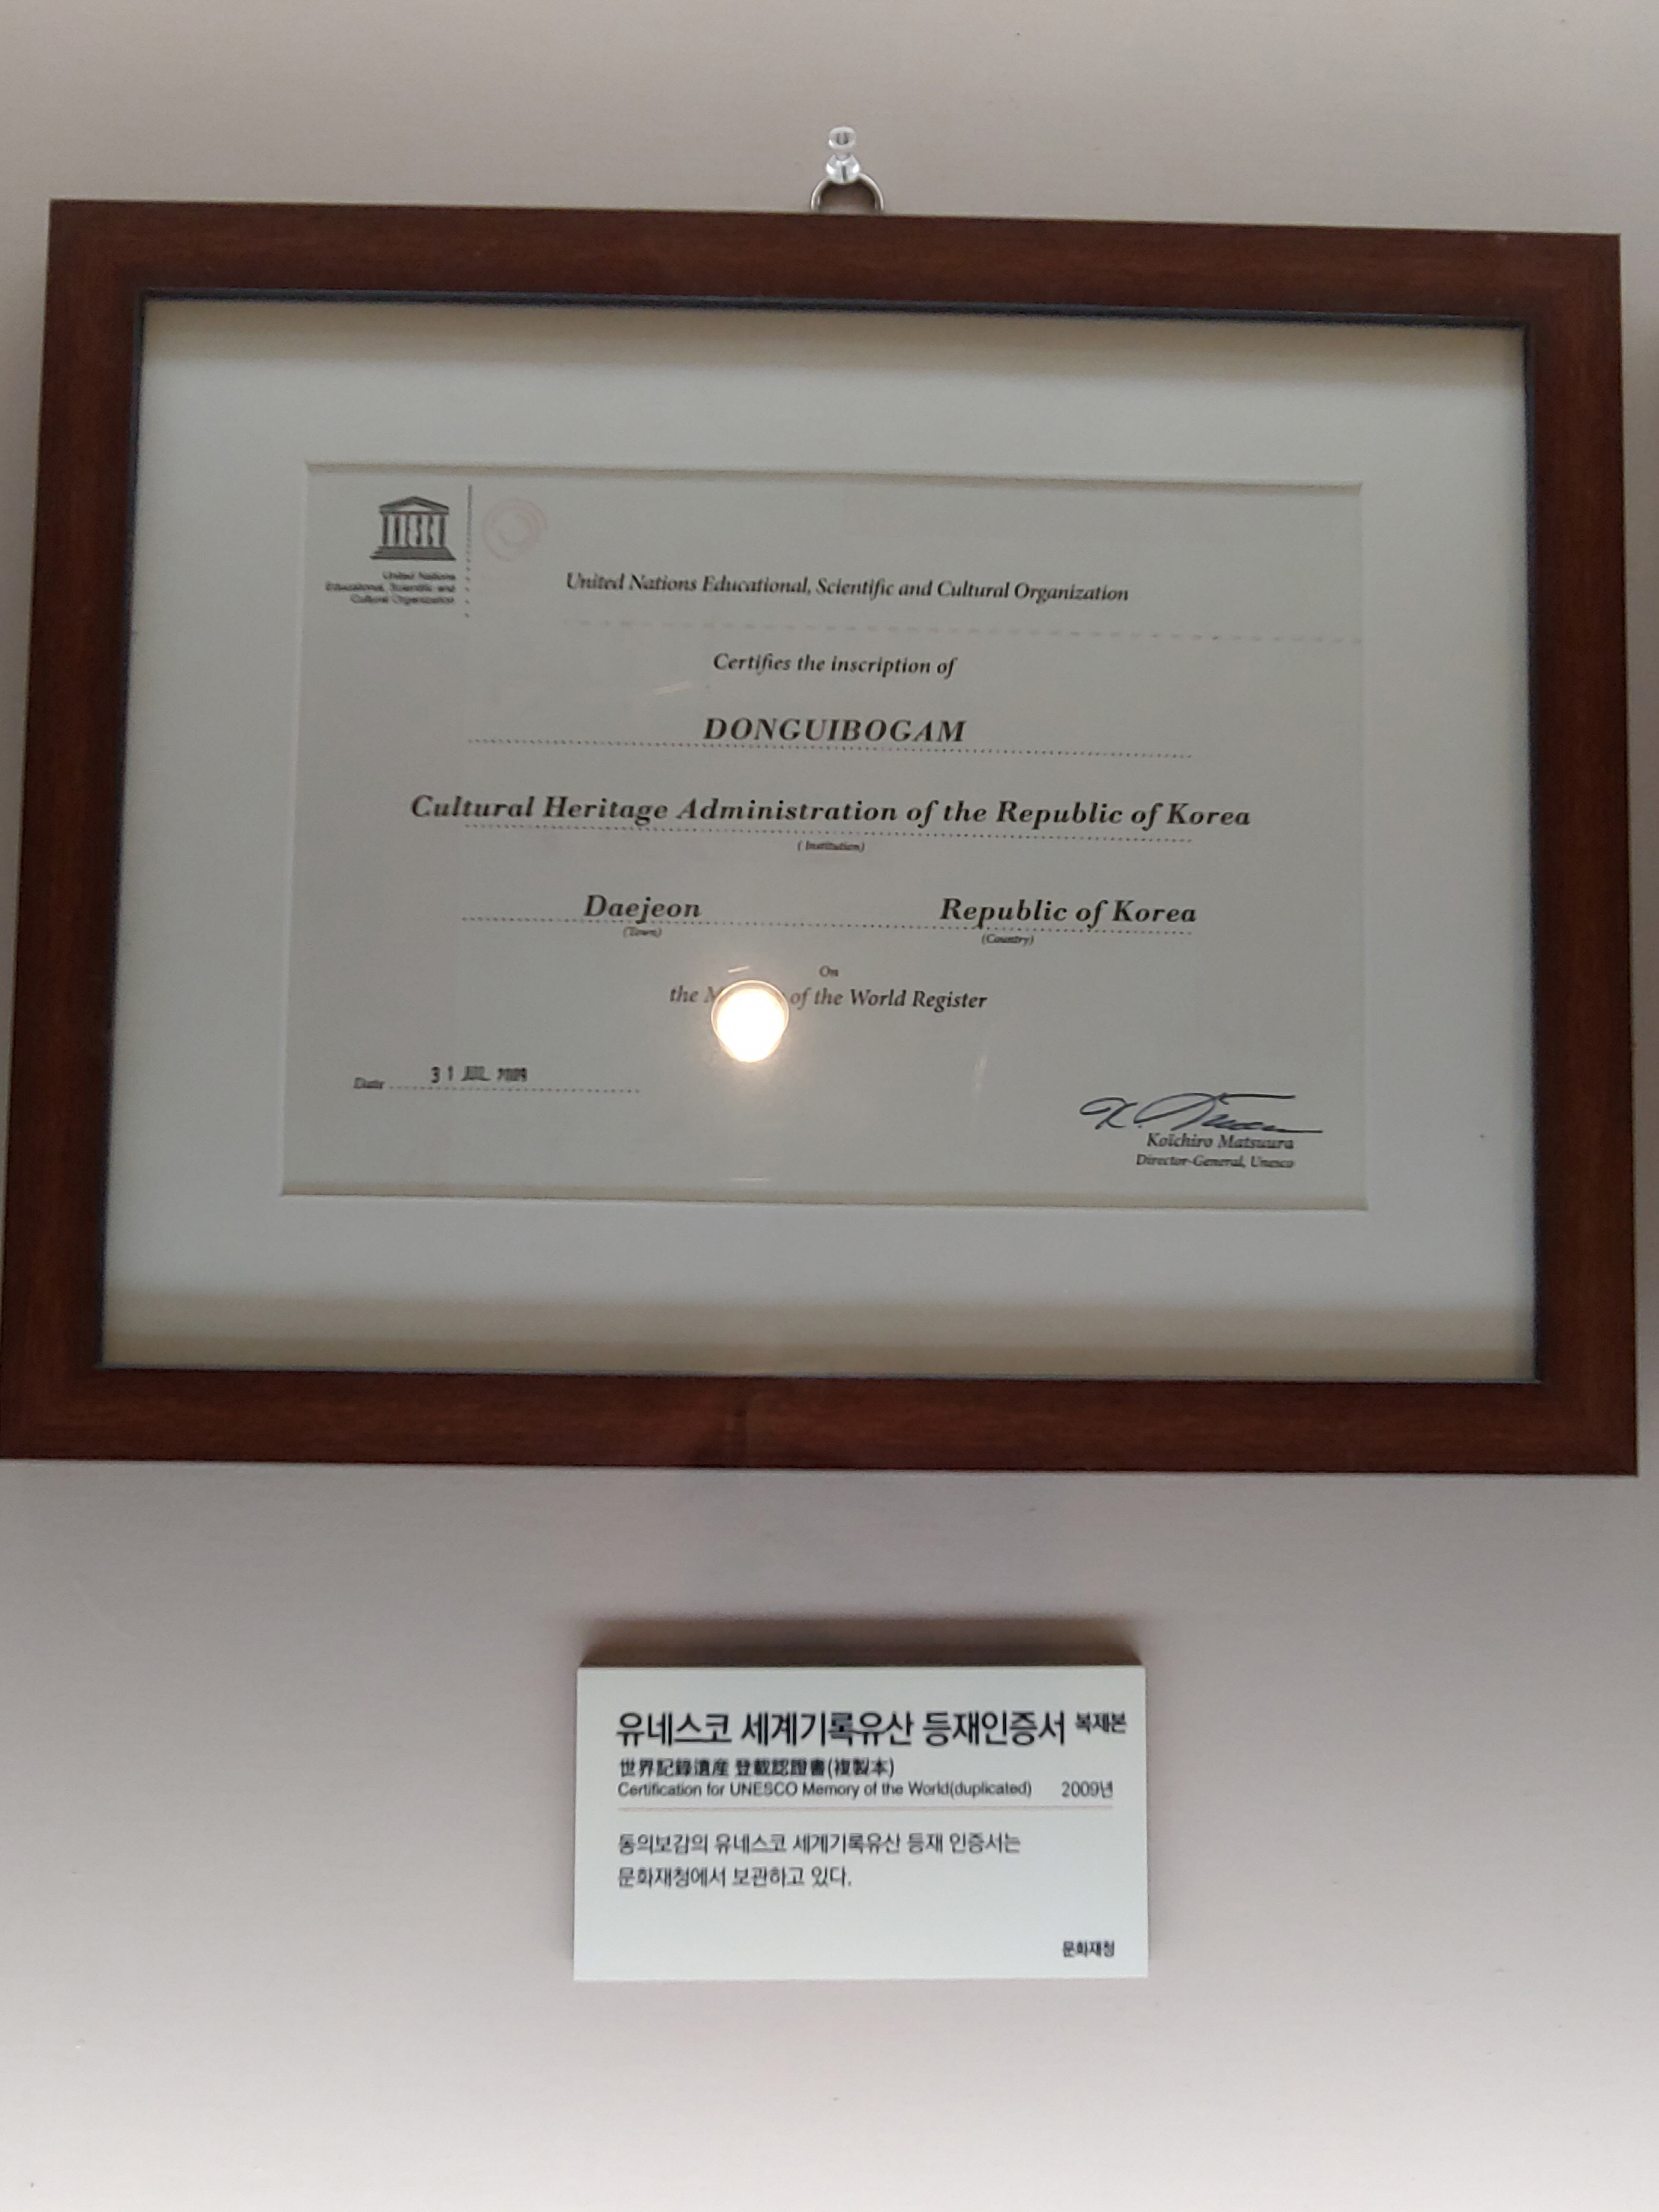 United Nations
Educational, Scientific and
Cultural Organization
United Nations Educational, Scientific and Cultural Organization
Certifies the inscription of
DONGUIBOGAM
Cultural Heritage Administration of the Republic of Korea
( Institution)
Daejeon Republic of Korea
(Town) (Country)
On
the of the World Register
Date 31 JUL 2009
Koïchiro Matsuura
Director-General, Unesco
유네스코 세계기록유산 등재인증서 복제본
世界記錄遺産 登載認證書(複製本)
Certification for UNESCO Memory of the World(duplicated) 2009년
동의보감의 유네스코 세계기록유산 등재 인증서는
문화재청에서 보관하고 있다.
문화재청